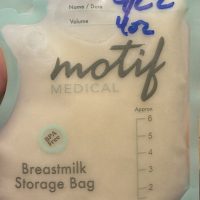 Name / Date
Volume 4oz
motif
MEDICAL
Approx
6
5
4
3
2
BPA
Free
Breastmilk
Storage Bag